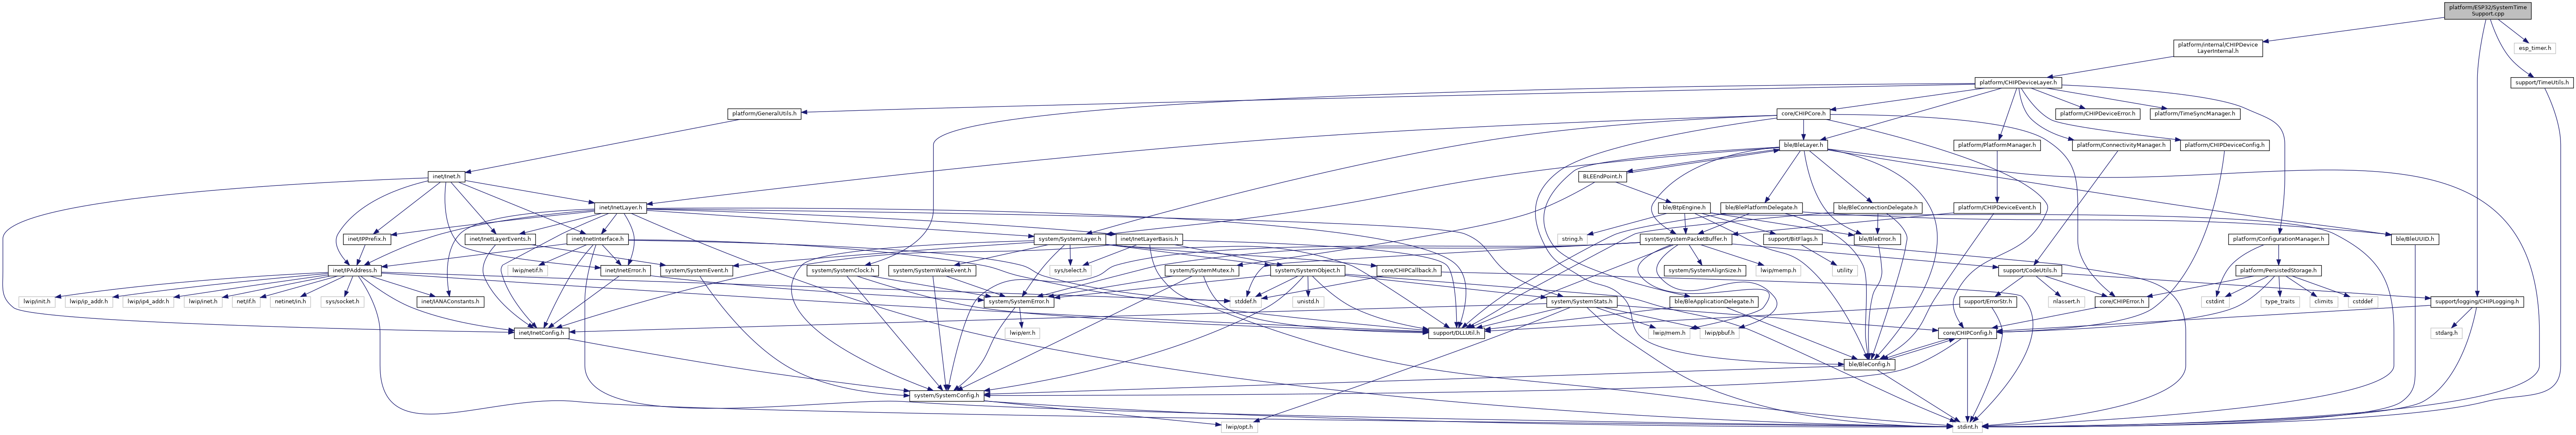 platform/ESP32/SystemTime
Support.cpp
platform/internal/CHIPDevice
LayerInternal.h
esp_timer.h
platform/CHIPDeviceLayer.h
support/TimeUtils.h
platform/GeneralUtils.h
core/CHIPCore.h
platform/CHIPDeviceError.h
platform/TimeSyncManager.h
ble/BleLayer.h
platform/PlatformManager.h
platform/ConnectivityManager.h
platform/CHIPDeviceConfig.h
inet/Inet.h
BLEEndPoint.h
inet/InetLayer.h
ble/BtpEngine.h
ble/BlePlatformDelegate.h
ble/BleConnectionDelegate.h
platform/CHIPDeviceEvent.h
inet/IPPrefix.h
inet/InetLayerEvents.h
inet/InetInterface.h
system/SystemLayer.h
inet/InetLayerBasis.h
string.h
system/SystemPacketBuffer.h
support/BitFlags.h
ble/BleError.h
platform/ConfigurationManager.h
ble/BleUUID.h
inet/IPAddress.h
lwip/netif.h
inet/InetError.h
system/SystemEvent.h
system/SystemClock.h
system/SystemWakeEvent.h
sys/select.h
system/SystemMutex.h
system/SystemObject.h
core/CHIPCallback.h
system/SystemAlignSize.h
lwip/memp.h
utility
support/CodeUtils.h
platform/PersistedStorage.h
lwip/init.h
lwip/ip_addr.h
lwip/ip4_addr.h
lwip/inet.h
net/if.h
netinet/in.h
sys/socket.h
inet/IANAConstants.h
system/SystemError.h
stddef.h
unistd.h
system/SystemStats.h
ble/BleApplicationDelegate.h
support/ErrorStr.h
nlassert.h
core/CHIPError.h
cstdint
type_traits
climits
cstddef
support/logging/CHIPLogging.h
inet/InetConfig.h
lwip/err.h
support/DLLUtil.h
lwip/mem.h
lwip/pbuf.h
core/CHIPConfig.h
stdarg.h
ble/BleConfig.h
system/SystemConfig.h
lwip/opt.h
stdint.h